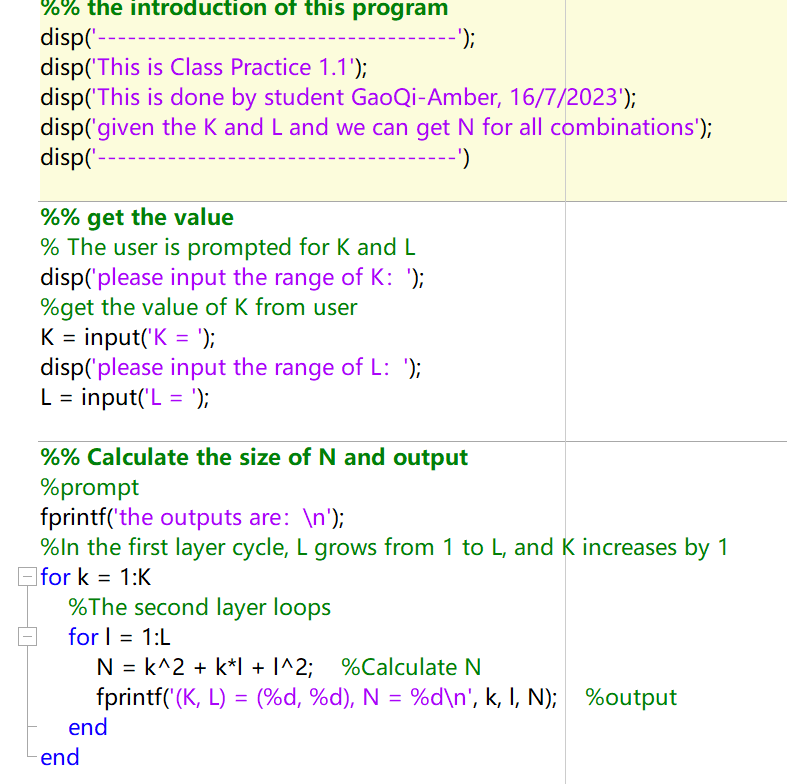 %% the introduction of this program
disp('------------------------------------');
disp('This is Class Practice 1.1');
disp('This is done by student GaoQi-Amber, 16/7/2023');
disp('given the K and L and we can get N for all combinations');
disp('------------------------------------')
%% get the value
% The user is prompted for K and L
disp('please input the range of K:  ');
%get the value of K from user
K = input('K = ');
disp('please input the range of L:  ');
L = input('L = ');
%% Calculate the size of N and output
%prompt
fprintf('the outputs are:  \n');
%In the first layer cycle, L grows from 1 to L, and K increases by 1
for k = 1:K
%The second layer loops
for l = 1:L
N = k^2 + k*l + l^2;    %Calculate N
fprintf('(K, L) = (%d, %d), N = %d\n', k, l, N);    %output
end
end